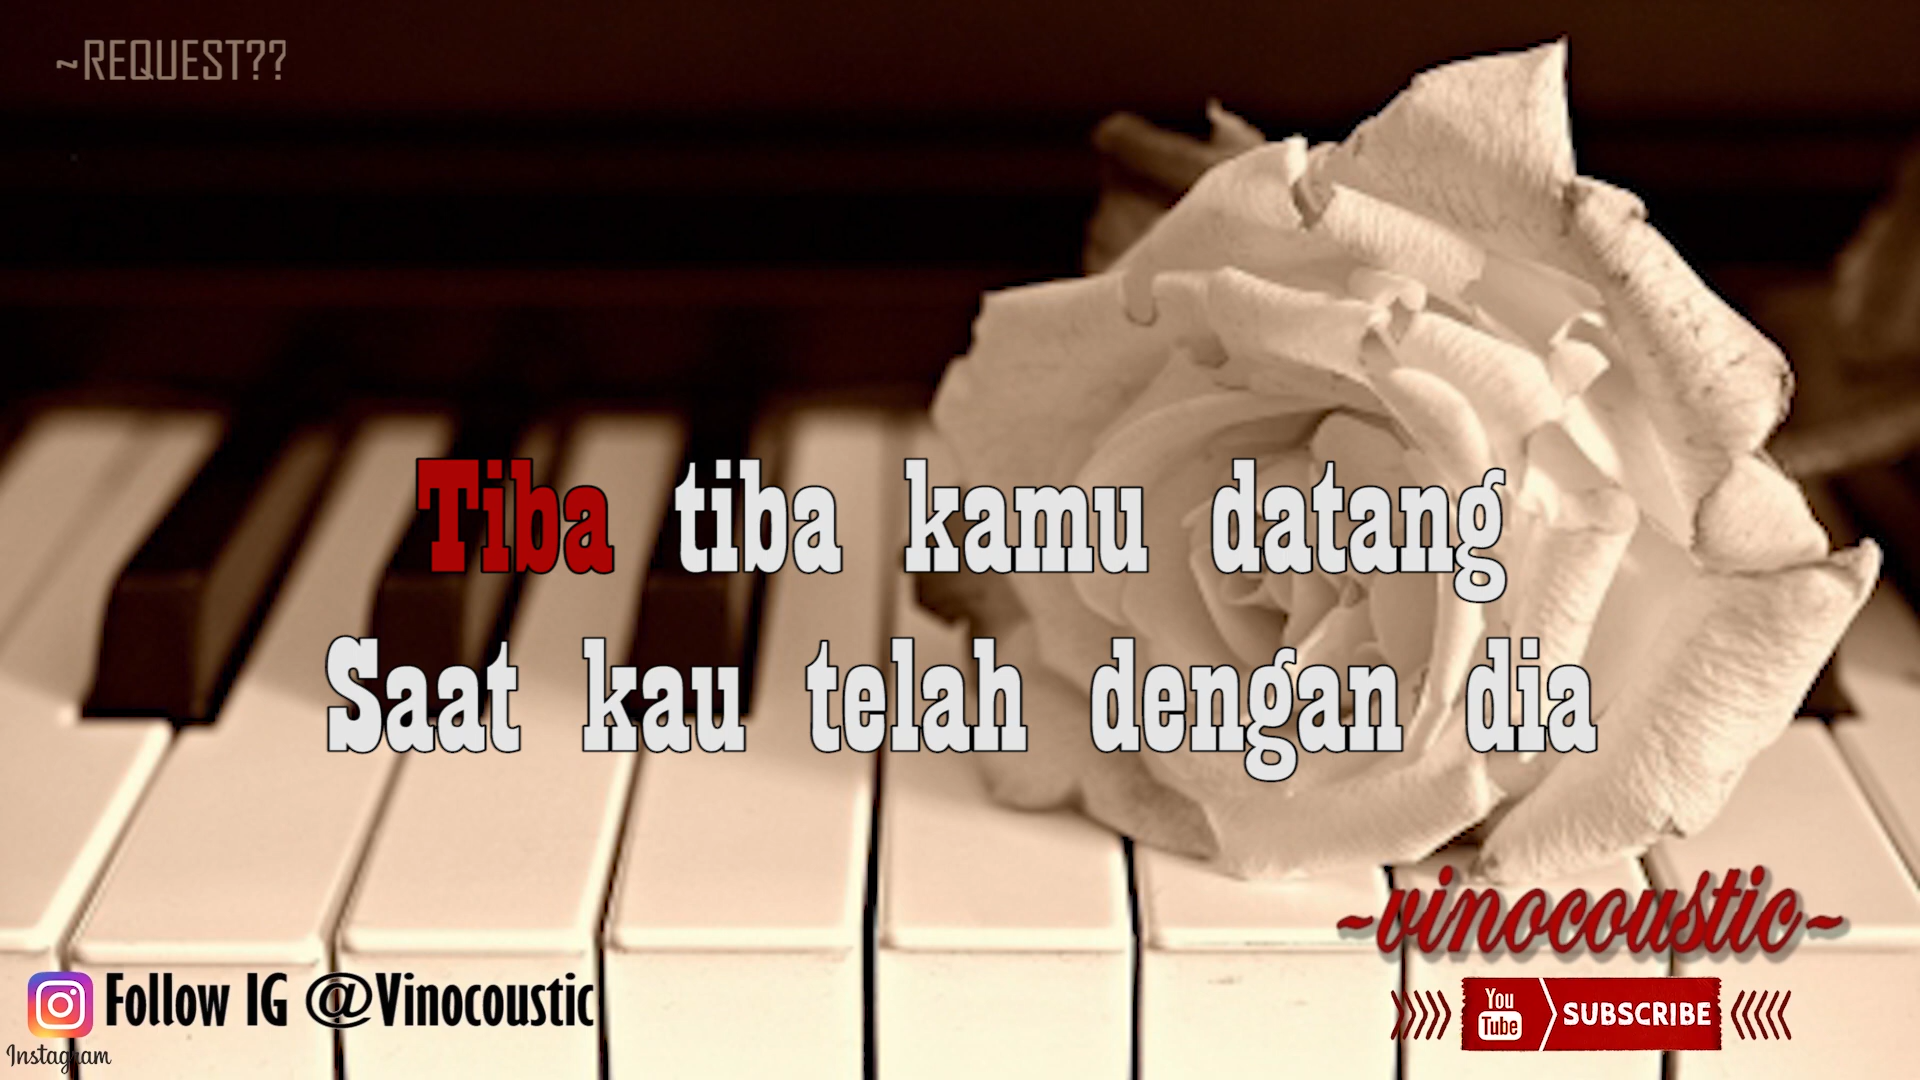 ~REQUEST??
Tiba tiba kamu datang
Saat kau telah dengan dia
~vinocoustic~
Follow IG @Vinocoustic
You Tube SUBSCRIBE
Instagram